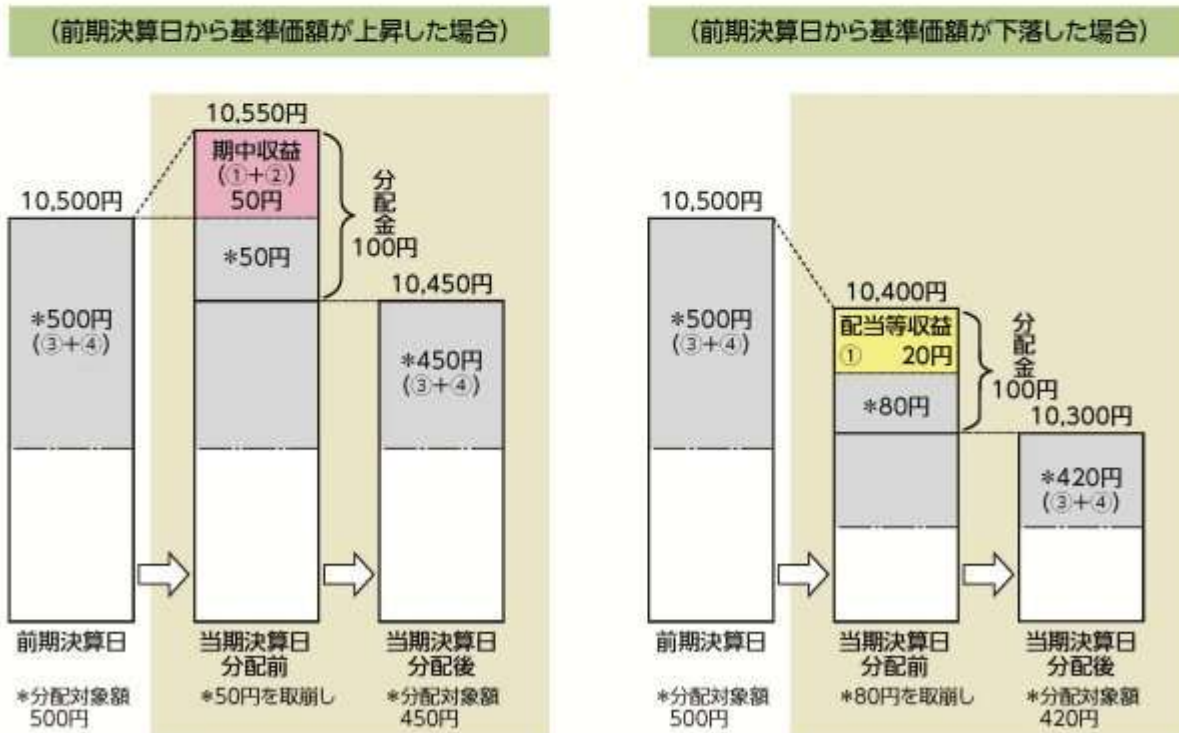 (前期決算日から基準価額が上昇した場合)
10,550円
期中収益
(①+②)
50円
10,500円
*50円
分配金
100円
10,450円
*500円
(③+④)
*450円
(③+④)
前期決算日
当期決算日
分配前
当期決算日
分配後
*分配対象額
500円
*50円を取崩し
*分配対象額
450円
(前期決算日から基準価額が下落した場合)
10,500円
10,400円
配当等収益
① 20円
*80円
分配金
100円
10,300円
*500円
(③+④)
*420円
(③+④)
前期決算日
当期決算日
分配前
当期決算日
分配後
*分配対象額
500円
*80円を取崩し
*分配対象額
420円